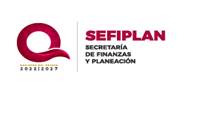 SEFIPLAN
SECRETARÍA
DE FINANZAS
Y PLANEACIÓN
2022 | 2027